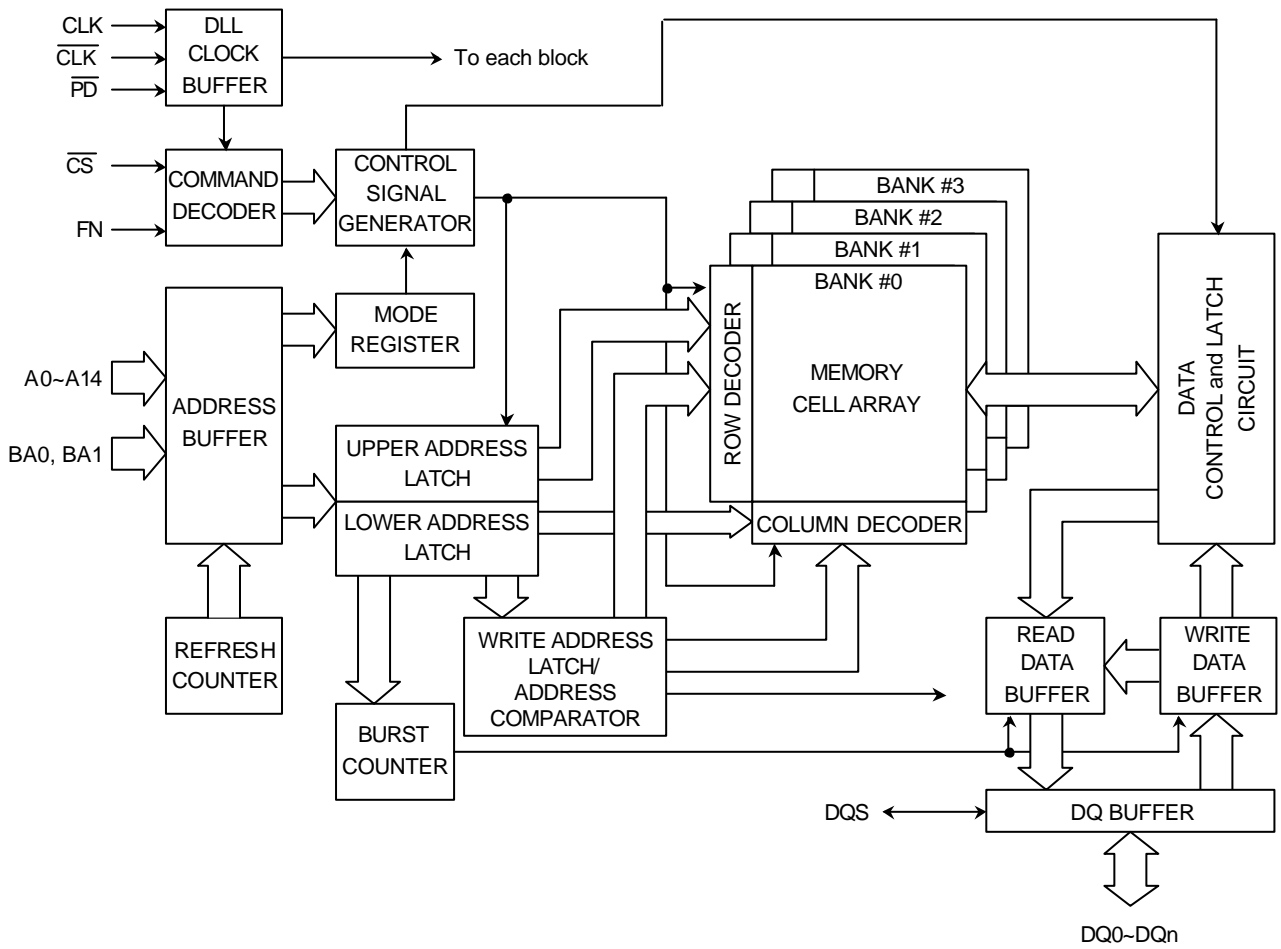 CLK
CLK
PD
DLL
CLOCK
BUFFER
To each block
CS
FN
COMMAND
DECODER
CONTROL
SIGNAL
GENERATOR
BANK #3
BANK #2
BANK #1
BANK #0
MODE
REGISTER
A0~A14
BA0, BA1
ADDRESS
BUFFER
ROW DECODER
MEMORY
CELL ARRAY
DATA
CONTROL and LATCH
CIRCUIT
UPPER ADDRESS
LATCH
LOWER ADDRESS
LATCH
COLUMN DECODER
REFRESH
COUNTER
WRITE ADDRESS
LATCH/
ADDRESS
COMPARATOR
READ
DATA
BUFFER
WRITE
DATA
BUFFER
BURST
COUNTER
DQS
DQ BUFFER
DQ0~DQn